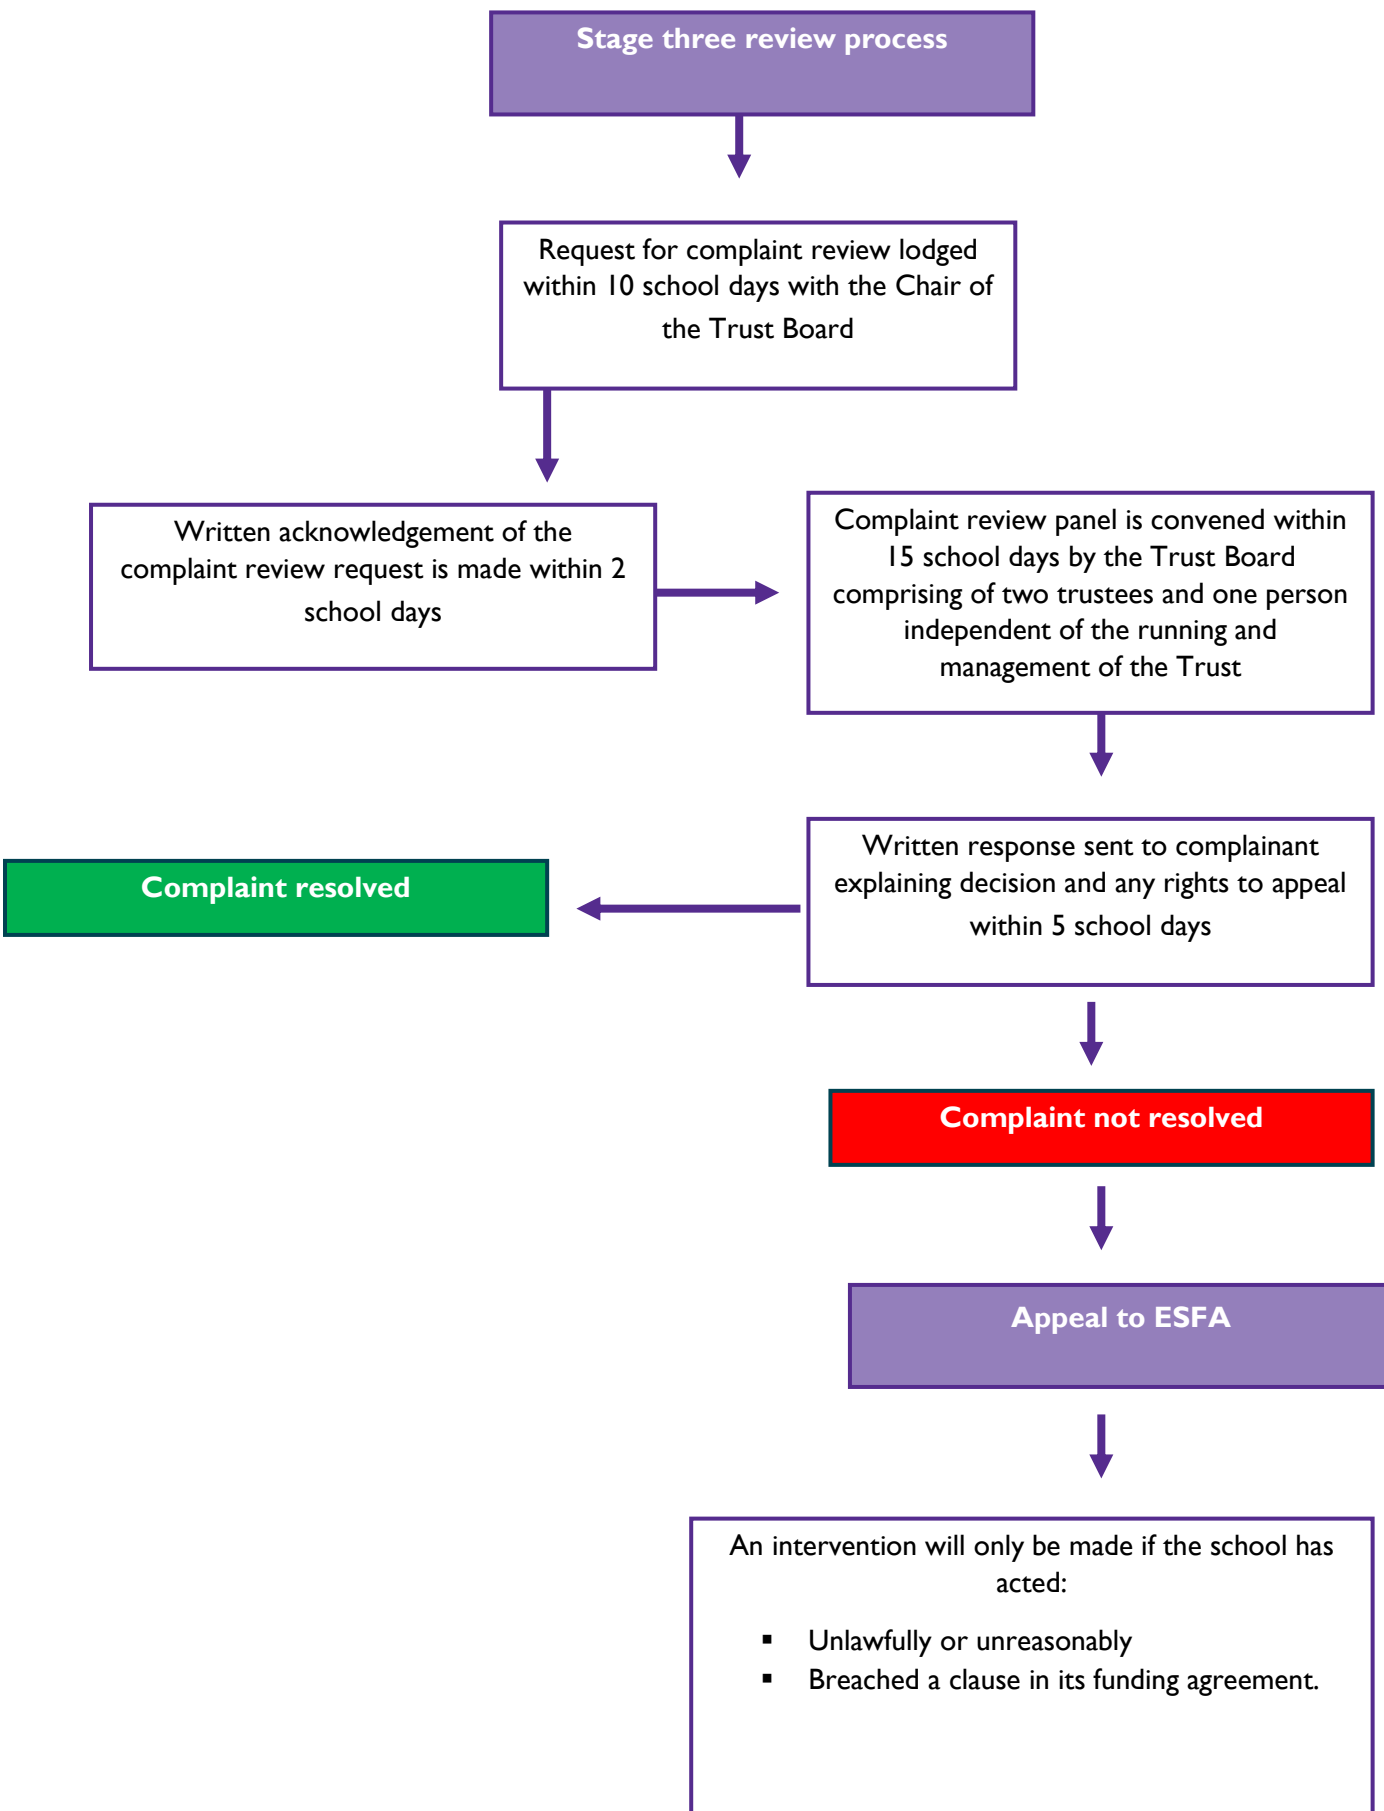 Stage three review process
Request for complaint review lodged
within 10 school days with the Chair of
the Trust Board
Written acknowledgement of the
complaint review request is made within 2
school days
Complaint review panel is convened within
15 school days by the Trust Board
comprising of two trustees and one person
independent of the running and
management of the Trust
Written response sent to complainant
explaining decision and any rights to appeal
within 5 school days
Complaint resolved
Complaint not resolved
Appeal to ESFA
An intervention will only be made if the school has
acted:
▪ Unlawfully or unreasonably
▪ Breached a clause in its funding agreement.